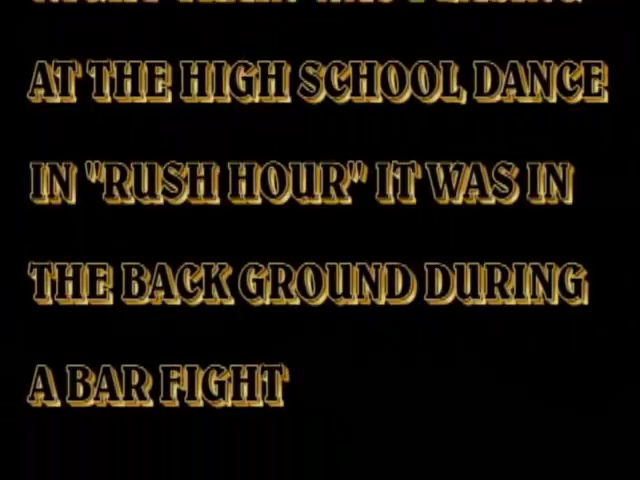 AT THE HIGH SCHOOL DANCE
IN "RUSH HOUR" IT WAS IN
THE BACK GROUND DURING
A BAR FIGHT